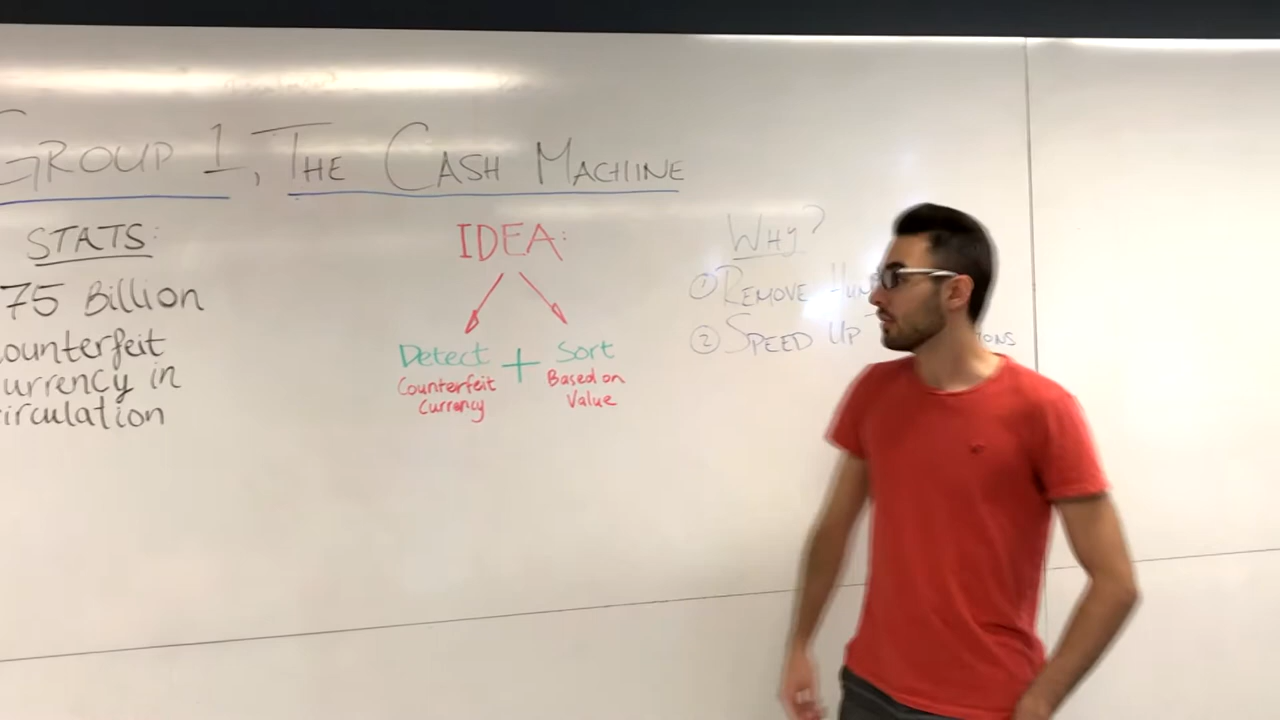 GROUP 1, THE CASH MACHINE
STATS:
75 Billion
ounterfeit
urrency in
irculation
IDEA:
Detect + Sort
Counterfeit
Currency
Based on
Value
WHY?
① REMOVE
② SPEED UP